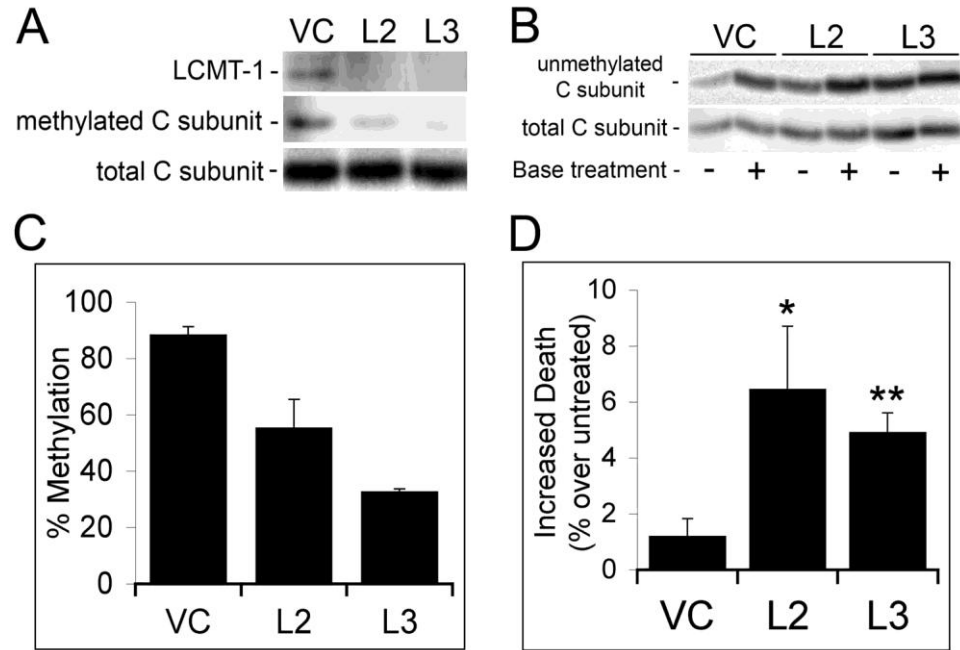 A
VC L2 L3
LCMT-1
methylated C subunit -
total C subunit -
B
VC L2 L3
unmethylated
C subunit -
total C subunit -
Base treatment - - + - + - +
C
% Methylation
100
80
60
40
20
0
VC L2 L3
D
Increased Death
(% over untreated)
10
8
6
4
2
0
* **
VC L2 L3